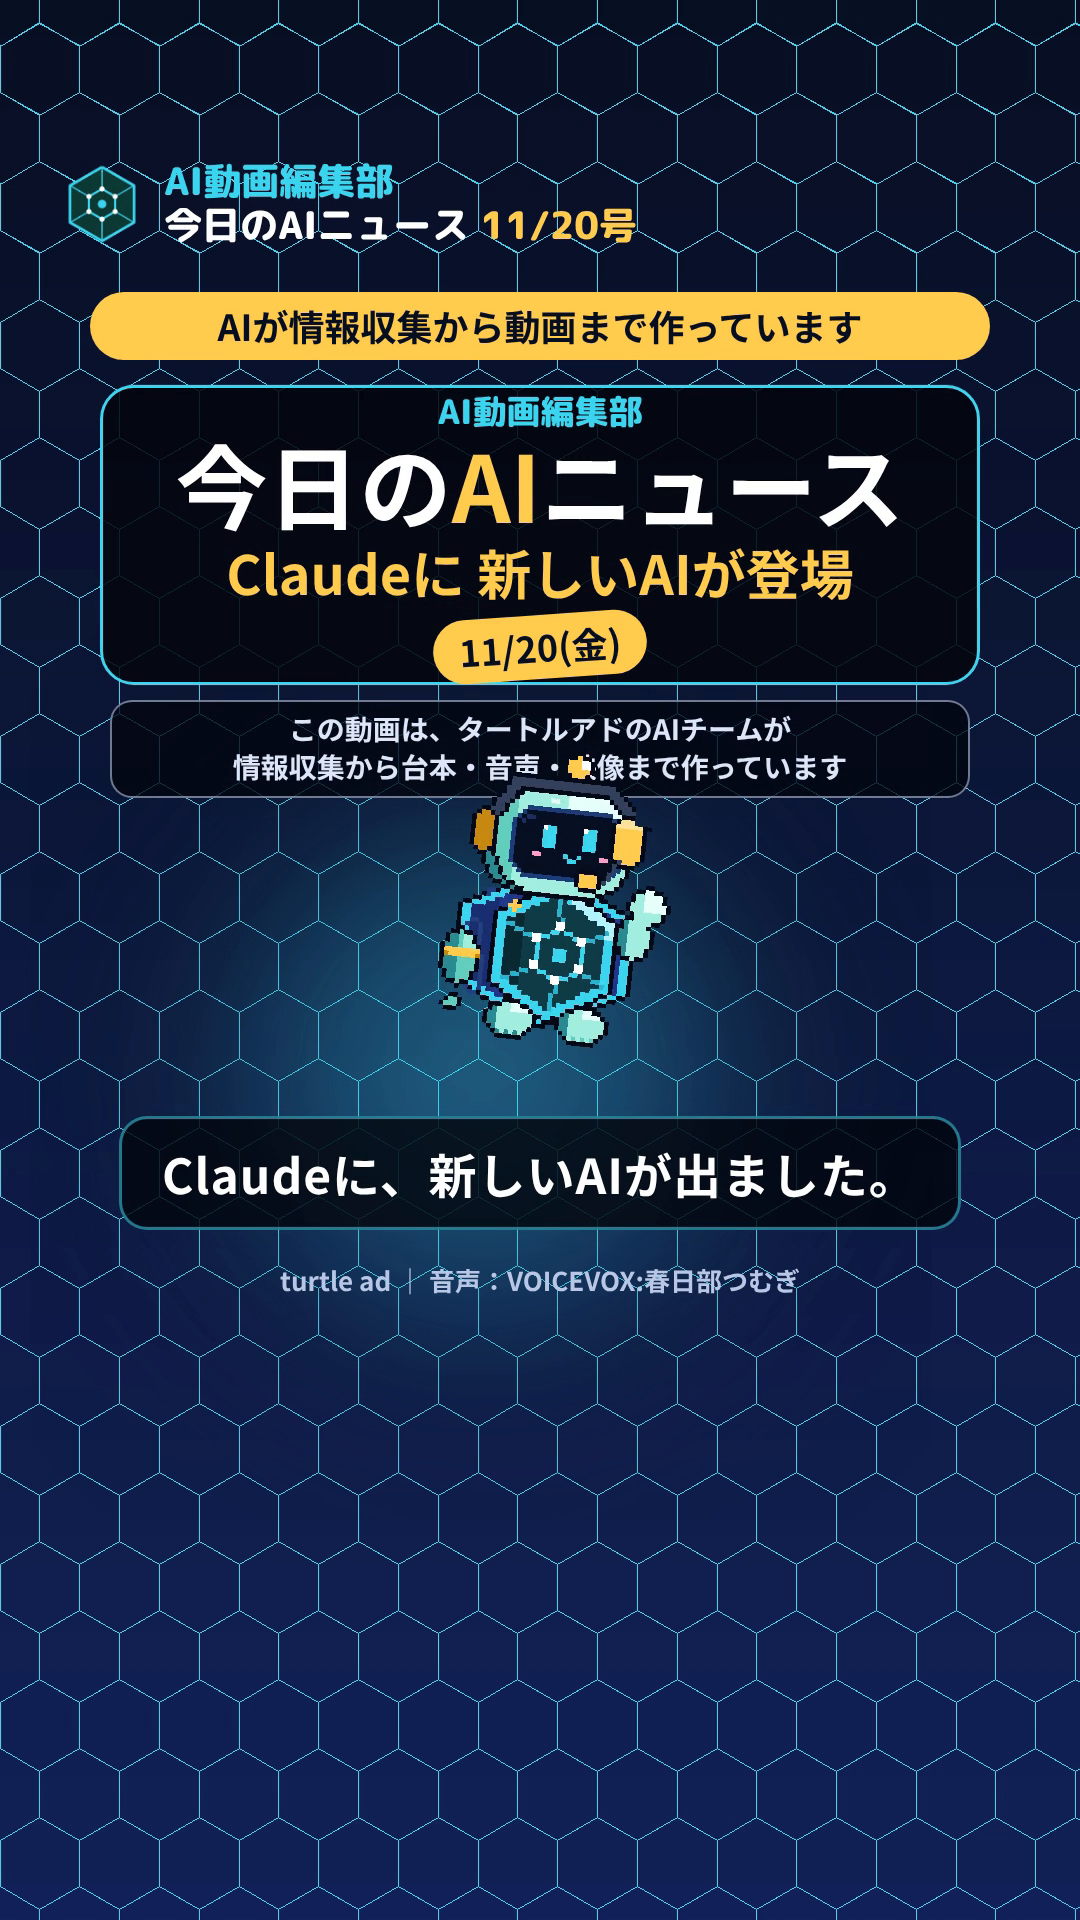 AI動画編集部
今日のAIニュース 11/20号
AIが情報収集から動画まで作っています
AI動画編集部
今日のAIニュース
Claudeに 新しいAIが登場
11/20(金)
この動画は、タートルアドのAIチームが
情報収集から台本・音声・像まで作っています
Claudeに、新しいAIが出ました。
turtle ad｜音声：VOICEVOX:春日部つむぎ